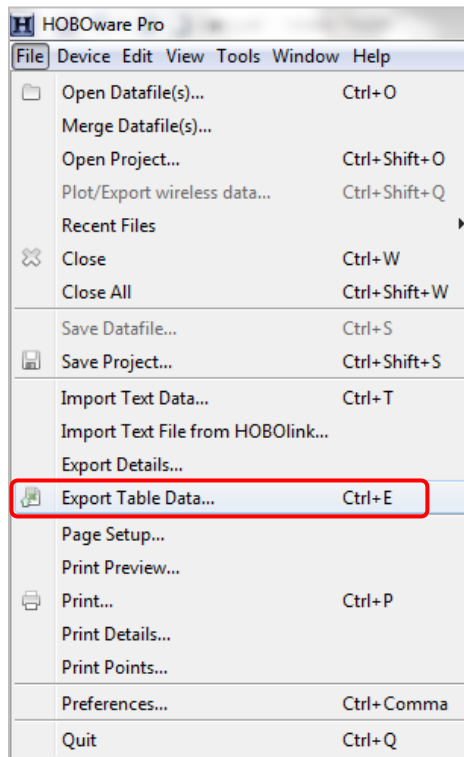 HOBOware Pro
File Device Edit View Tools Window Help
Open Datafile(s)... Ctrl+O
Merge Datafile(s)...
Open Project... Ctrl+Shift+O
Plot/Export wireless data... Ctrl+Shift+Q
Recent Files
Close Ctrl+W
Close All Ctrl+Shift+W
Save Datafile... Ctrl+S
Save Project... Ctrl+Shift+S
Import Text Data... Ctrl+T
Import Text File from HOBOlink...
Export Details...
Export Table Data... Ctrl+E
Page Setup...
Print Preview...
Print... Ctrl+P
Print Details...
Print Points...
Preferences... Ctrl+Comma
Quit Ctrl+Q